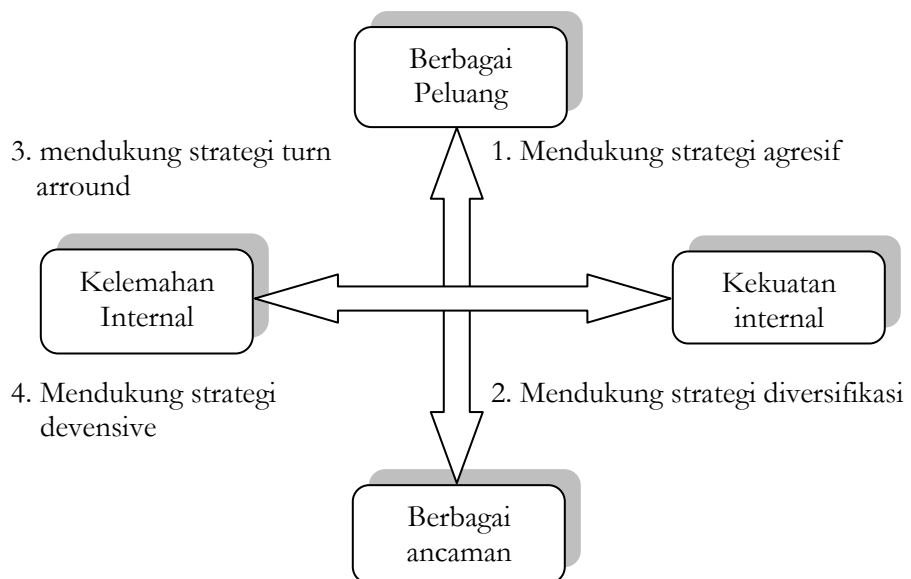 Berbagai
Peluang
3. mendukung strategi turn
arround
1. Mendukung strategi agresif
Kelemahan
Internal
Kekuatan
internal
4. Mendukung strategi
devensive
2. Mendukung strategi diversifikasi
Berbagai
ancaman